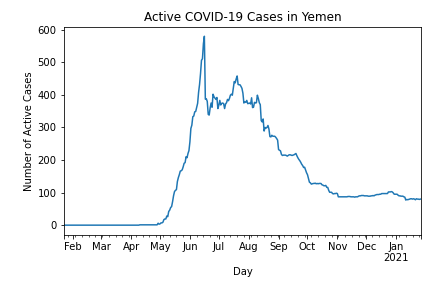 Active COVID-19 Cases in Yemen
600
500
400
300
200
100
0
Number of Active Cases
Feb Mar Apr May Jun Jul Aug Sep Oct Nov Dec Jan
2021
Day